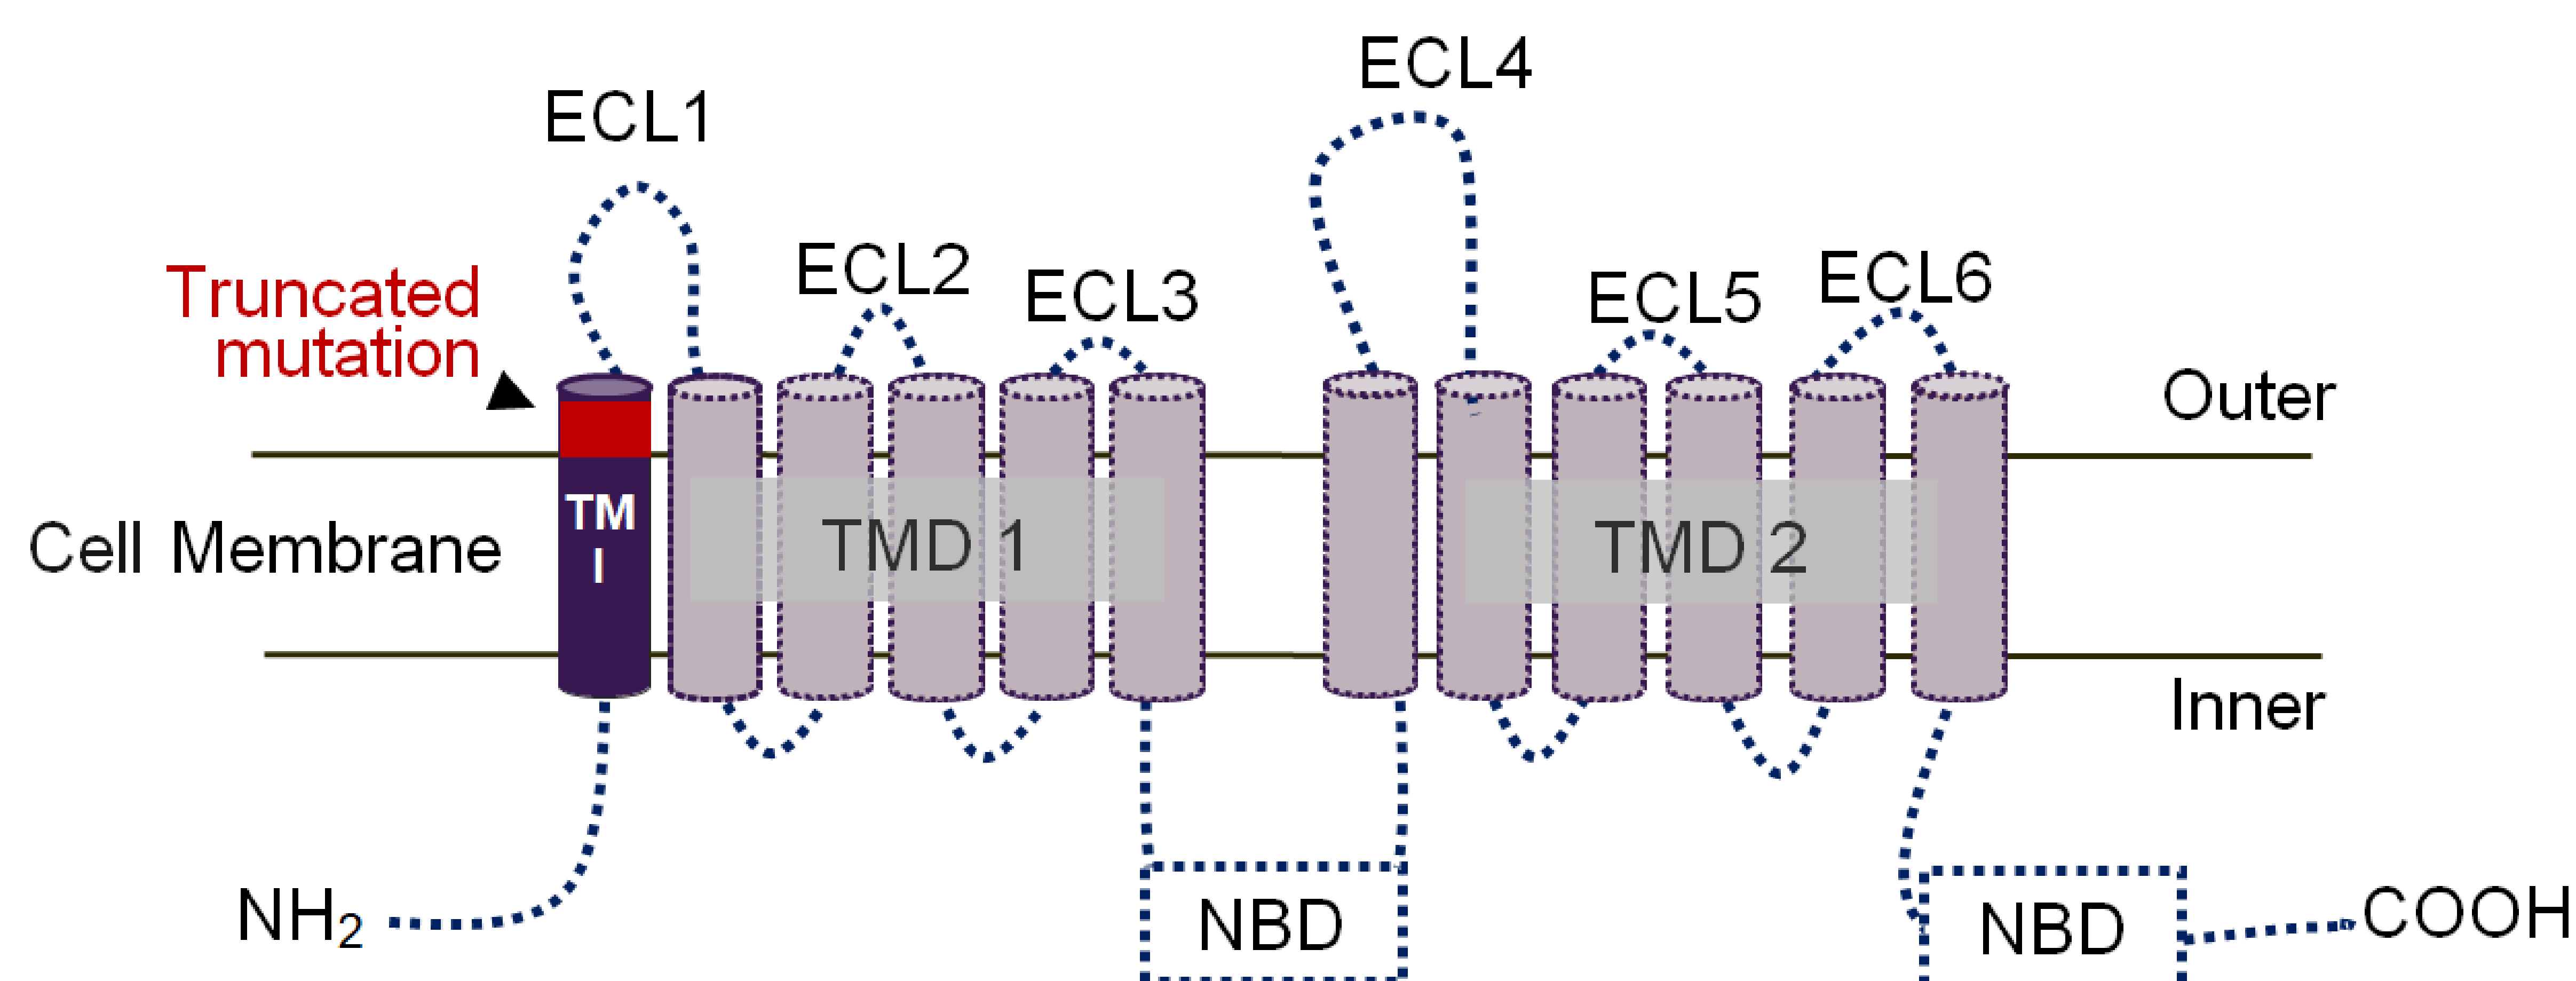 ECL4
ECL1
ECL2
ECL3
ECL5
ECL6
Truncated
mutation
Outer
TM
I
TMD 1
TMD 2
Cell Membrane
Inner
NH₂
NBD
NBD
COOH